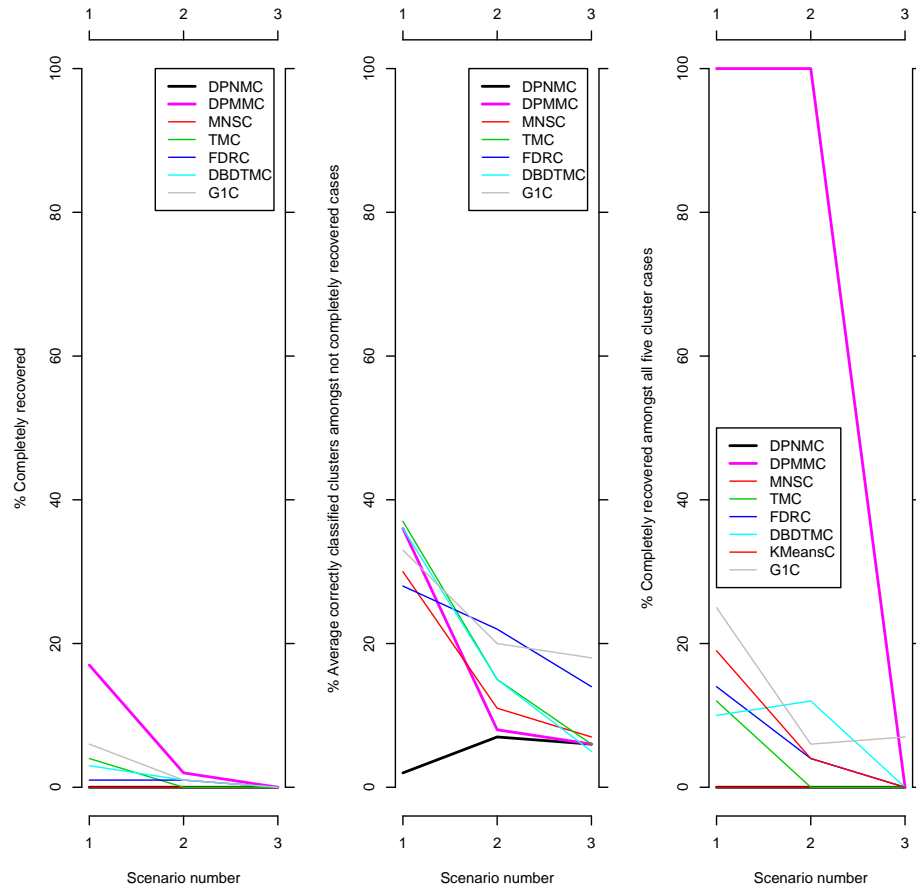 1 2 3
% Completely recovered
100
80
60
40
20
0
DPNMC
DPMMC
MNSC
TMC
FDRC
DBDTMC
G1C
1 2 3
Scenario number
1 2 3
% Average correctly classified clusters amongst not completely recovered cases
100
80
60
40
20
0
DPNMC
DPMMC
MNSC
TMC
FDRC
DBDTMC
G1C
1 2 3
Scenario number
1 2 3
% Completely recovered amongst all five cluster cases
100
80
60
40
20
0
DPNMC
DPMMC
MNSC
TMC
FDRC
DBDTMC
KMeansC
G1C
1 2 3
Scenario number